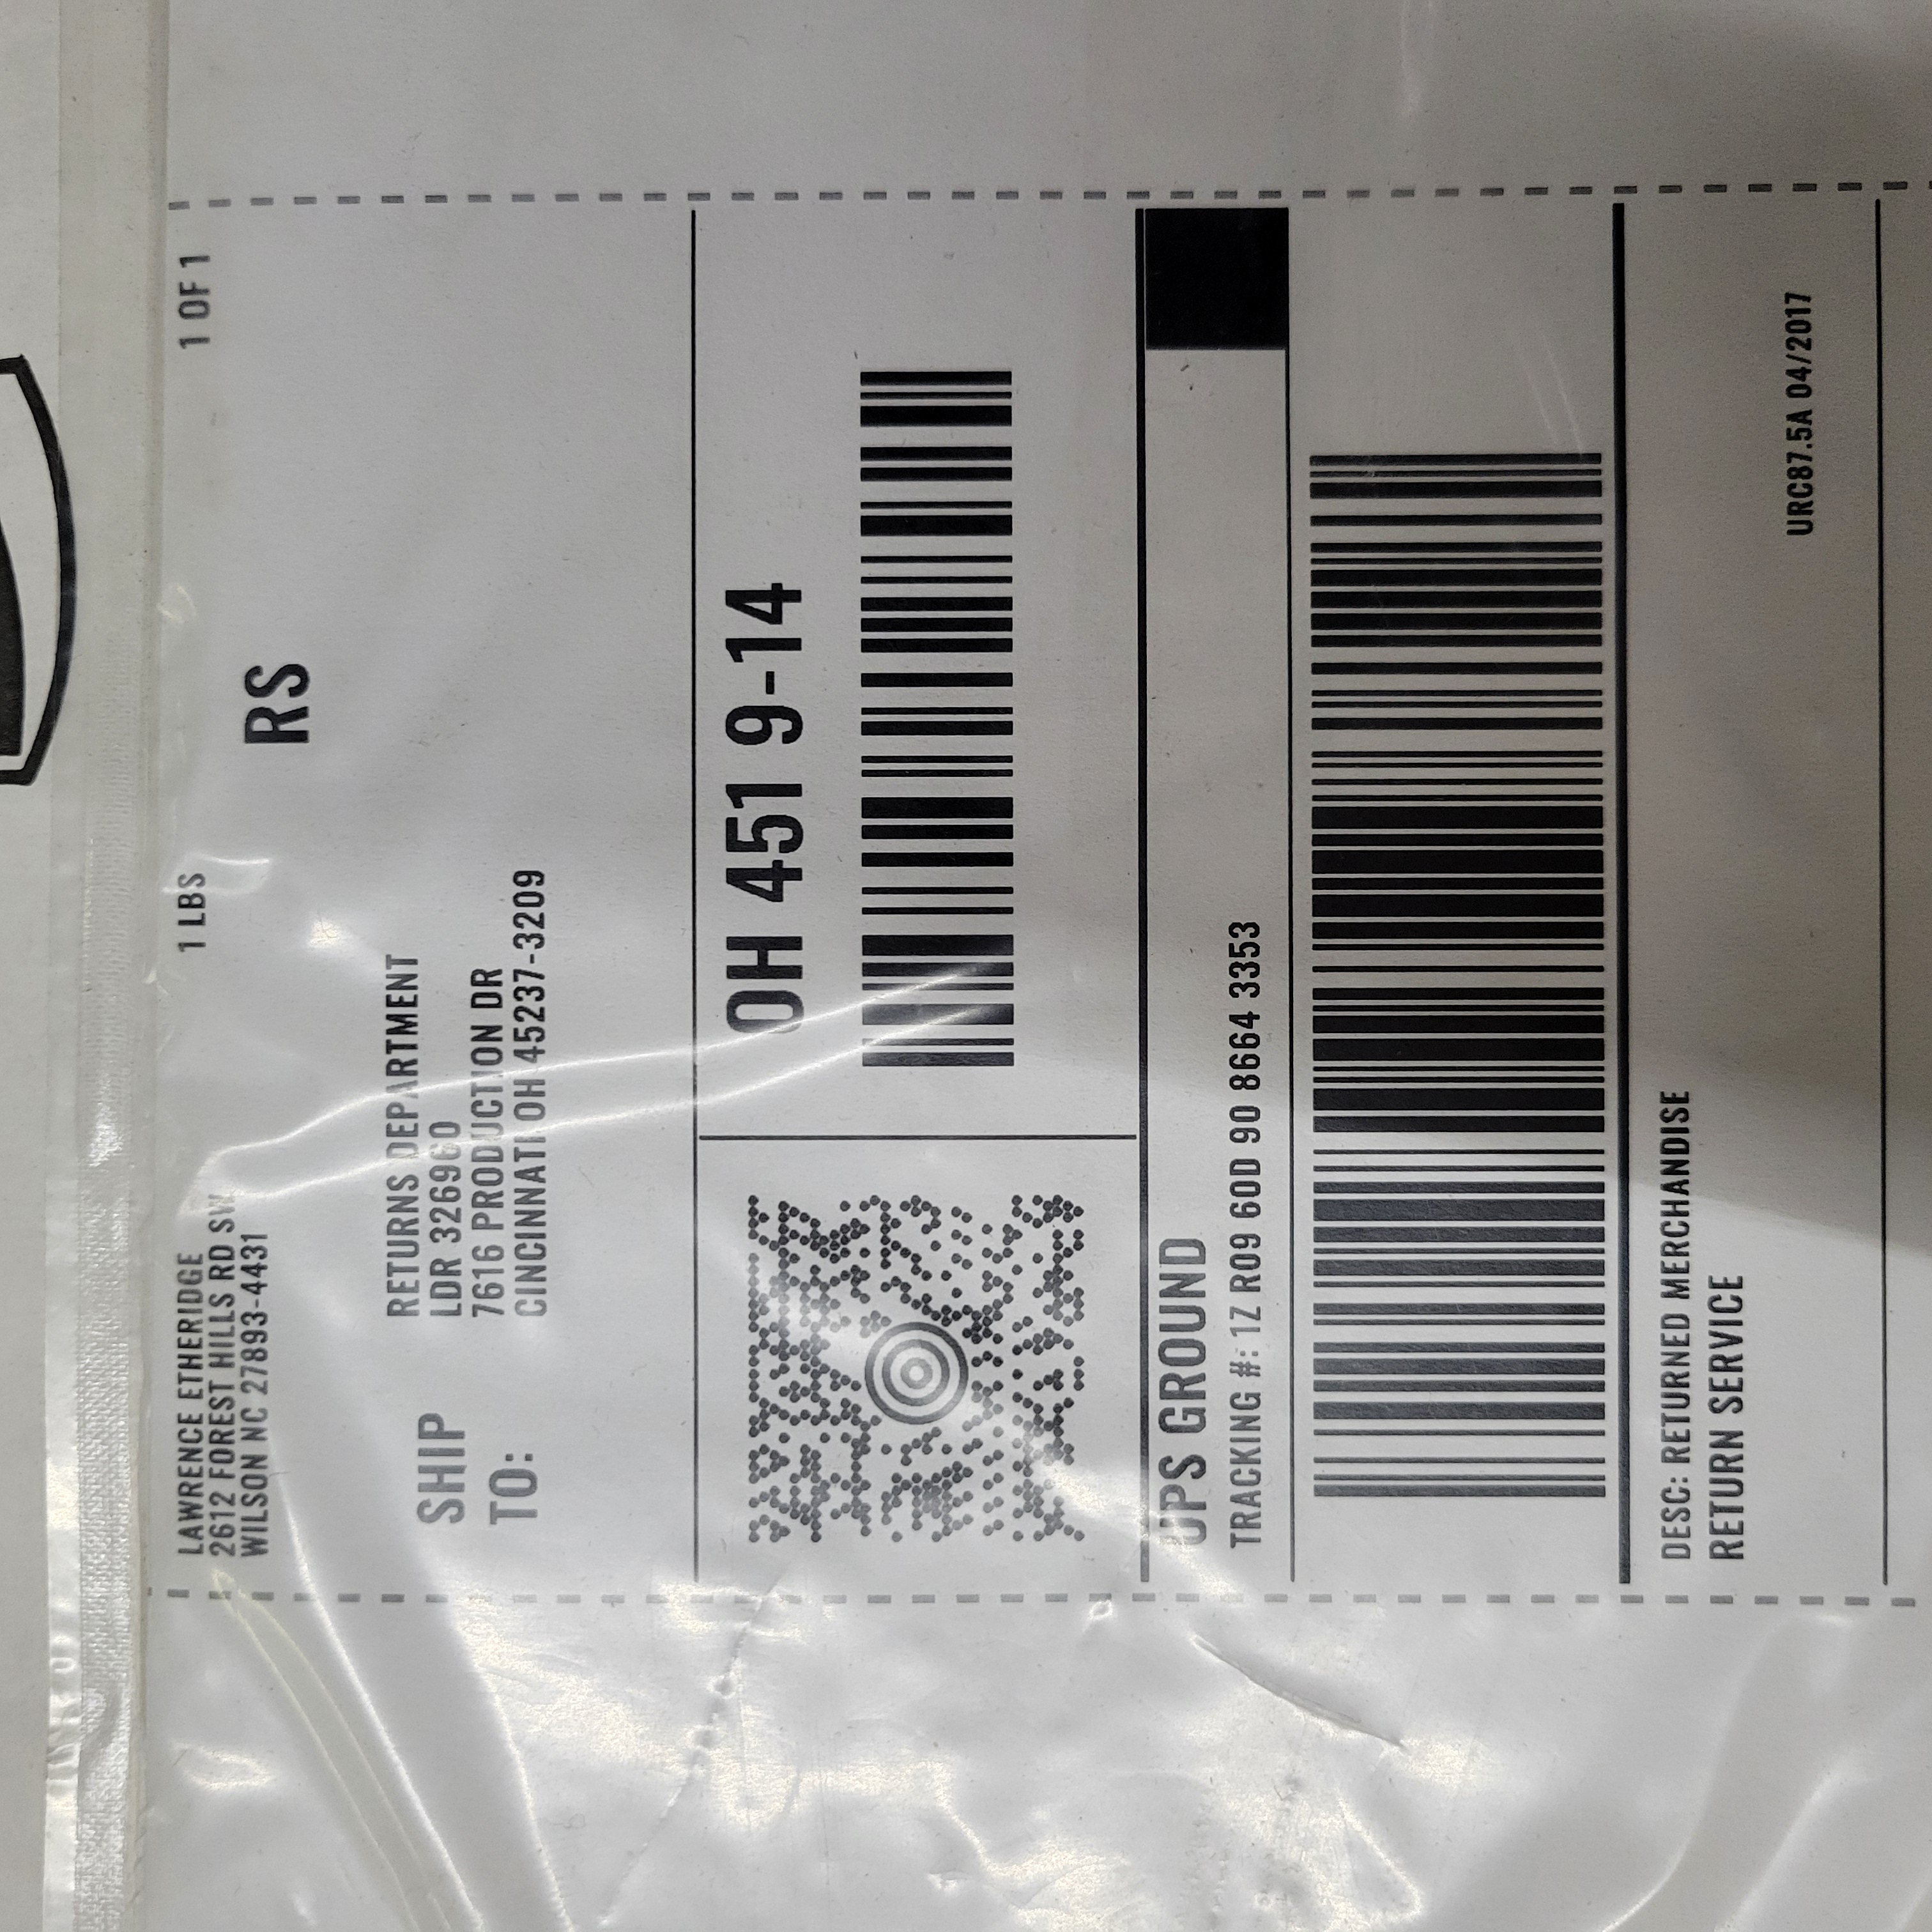 LAWRENCE ETHERIDGE
2612 FOREST HILLS RD SW
WILSON NC 27893-4431
1 LBS
1 OF 1
RS
SHIP
TO:
RETURNS DEPARTMENT
LDR 326960
7616 PRODUCTION DR
CINCINNATI OH 45237-3209
OH 451 9-14
UPS GROUND
TRACKING #: 1Z R09 60D 90 8664 3353
DESC: RETURNED MERCHANDISE
RETURN SERVICE
URC87.5A 04/2017